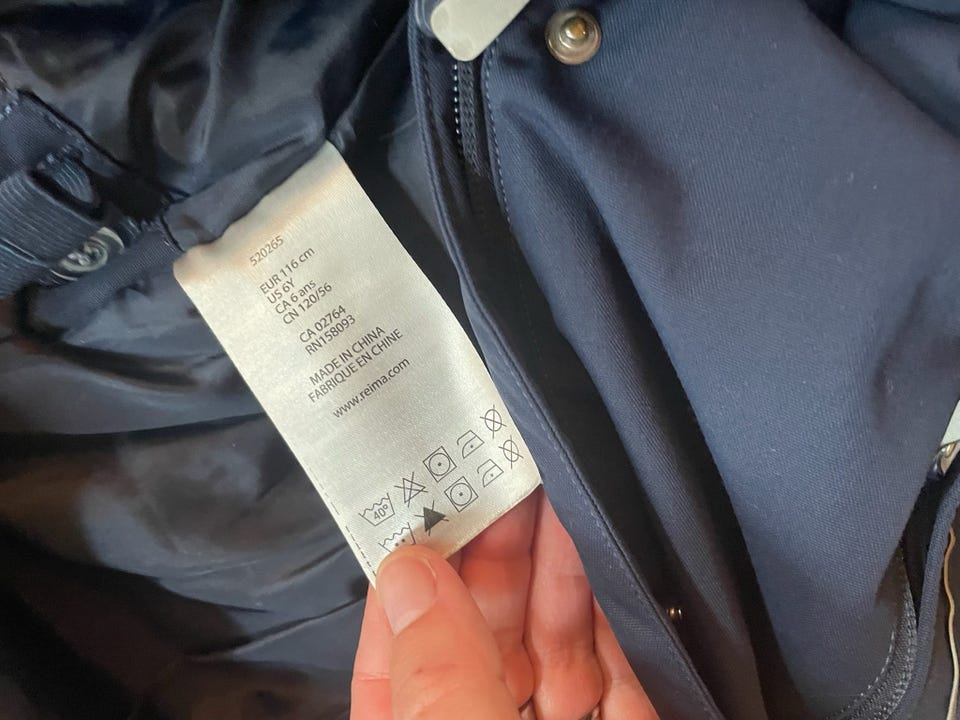 520265
EUR 116 cm
US 6Y
CA 6 ans
CN 120/56
CA 02764
RN158093
MADE IN CHINA
FABRIQUE EN CHINE
www.reima.com
40°